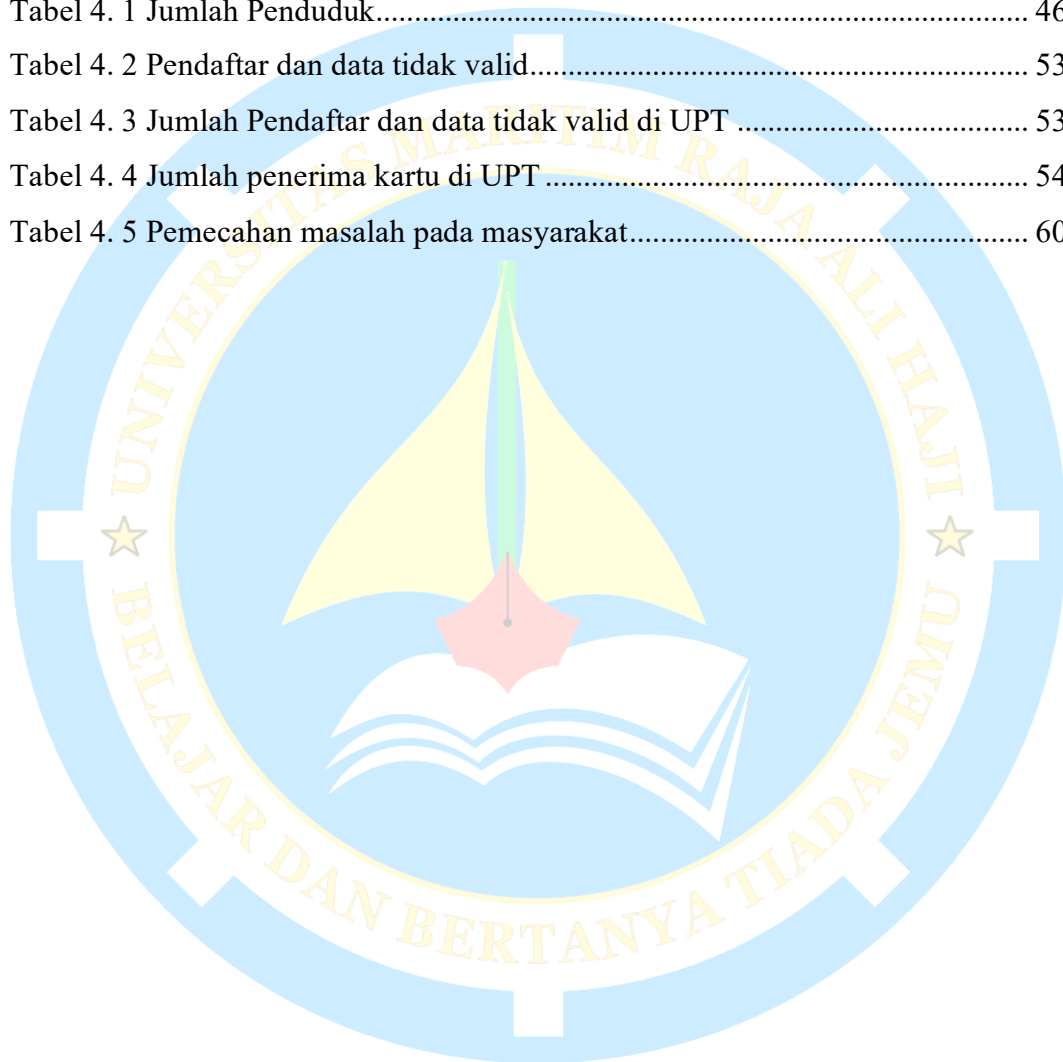 Tabel 4. 1 Jumlah Penduduk.................................................................................. 46
Tabel 4. 2 Pendaftar dan data tidak valid............................................................... 53
Tabel 4. 3 Jumlah Pendaftar dan data tidak valid di UPT ..................................... 53
Tabel 4. 4 Jumlah penerima kartu di UPT ............................................................. 54
Tabel 4. 5 Pemecahan masalah pada masyarakat.................................................. 60
UNIVERSITAS MARITIM RAJA ALI HAJI
BELAJAR DAN BERTANYA TIADA JEMU